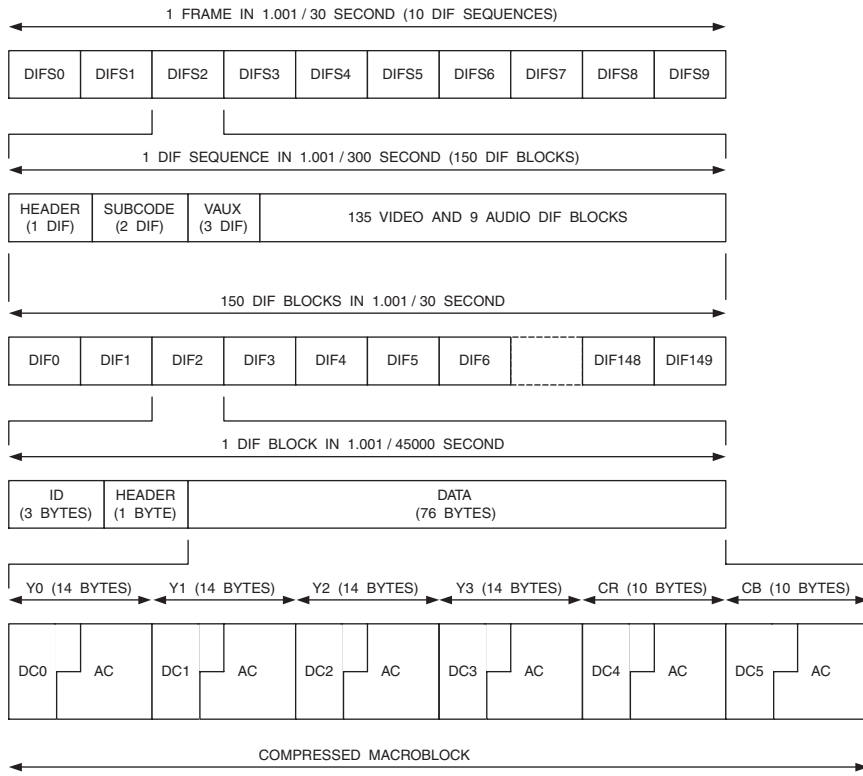 1 FRAME IN 1.001 / 30 SECOND (10 DIF SEQUENCES)
DIFS0 DIFS1 DIFS2 DIFS3 DIFS4 DIFS5 DIFS6 DIFS7 DIFS8 DIFS9
1 DIF SEQUENCE IN 1.001 / 300 SECOND (150 DIF BLOCKS)
HEADER (1 DIF)
SUBCODE (2 DIF)
VAUX (3 DIF)
135 VIDEO AND 9 AUDIO DIF BLOCKS
150 DIF BLOCKS IN 1.001 / 30 SECOND
DIF0 DIF1 DIF2 DIF3 DIF4 DIF5 DIF6 DIF148 DIF149
1 DIF BLOCK IN 1.001 / 45000 SECOND
ID (3 BYTES)
HEADER (1 BYTE)
DATA (76 BYTES)
Y0 (14 BYTES) Y1 (14 BYTES) Y2 (14 BYTES) Y3 (14 BYTES) CR (10 BYTES) CB (10 BYTES)
DC0 AC DC1 AC DC2 AC DC3 AC DC4 AC DC5 AC
COMPRESSED MACROBLOCK